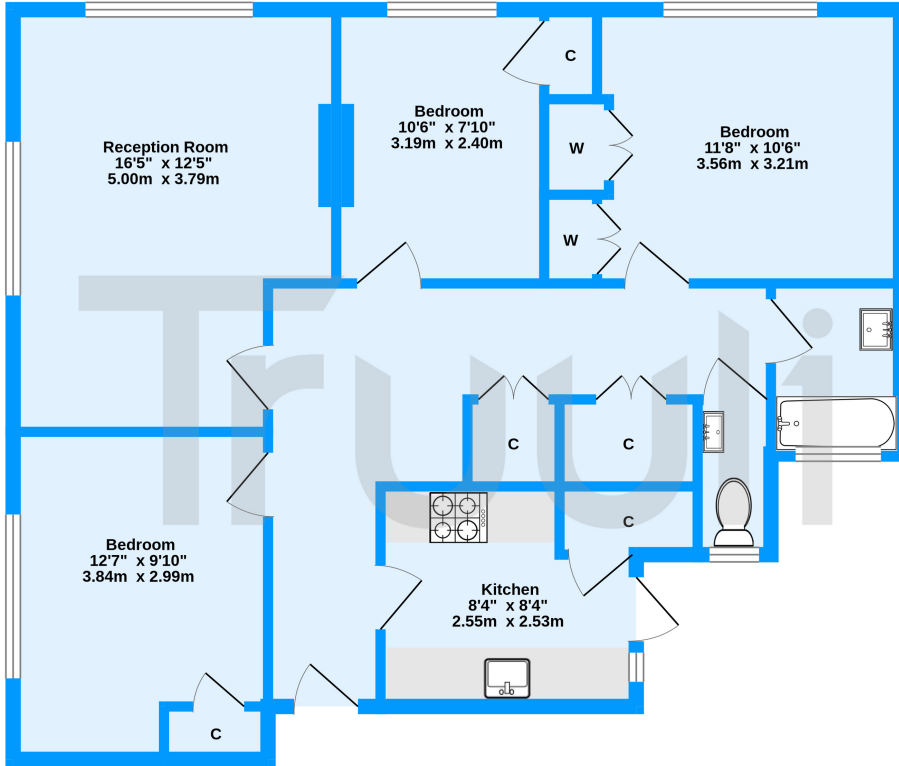 Reception Room
16'5" x 12'5"
5.00m x 3.79m
Bedroom
10'6" x 7'10"
3.19m x 2.40m
C
W
W
Bedroom
11'8" x 10'6"
3.56m x 3.21m
Truuli
C
C
C
Bedroom
12'7" x 9'10"
3.84m x 2.99m
Kitchen
8'4" x 8'4"
2.55m x 2.53m
C